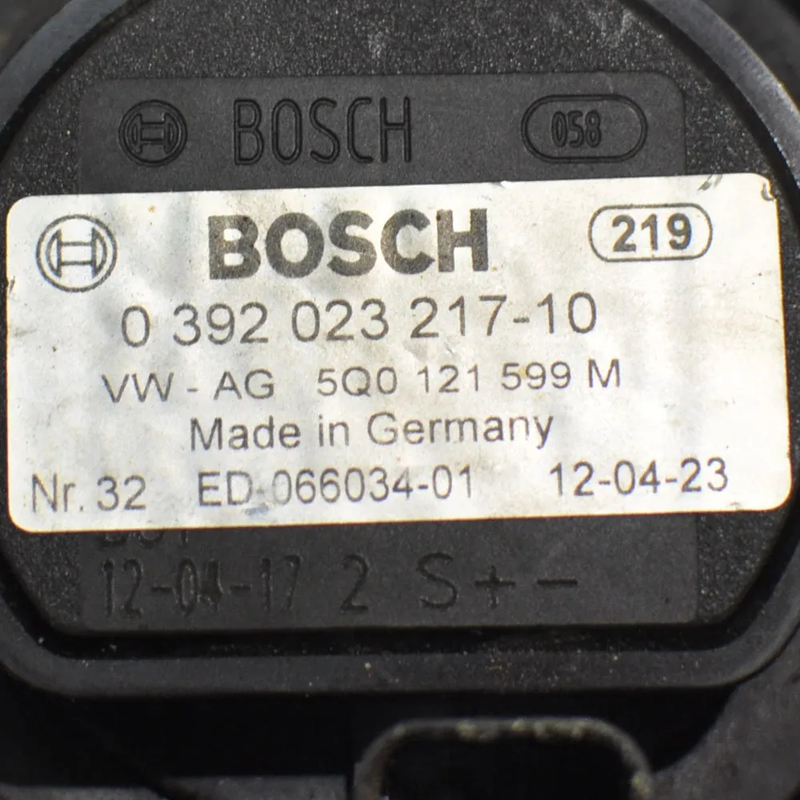 BOSCH 058
BOSCH 219
0 392 023 217-10
VW - AG 5Q0 121 599 M
Made in Germany
Nr. 32 ED-066034-01 12-04-23
12-04-17 2 S + -